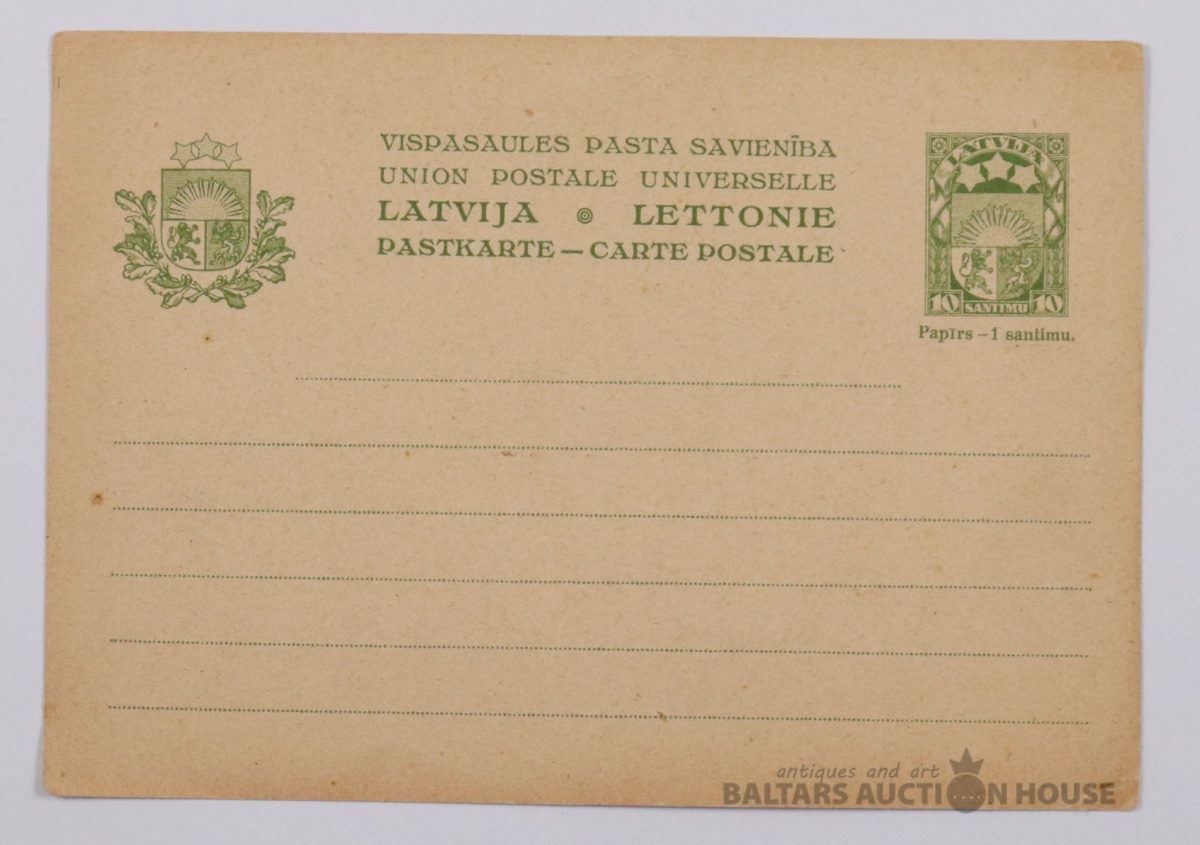 VISPASAULES PASTA SAVIENĪBA
UNION POSTALE UNIVERSELLE
LATVIJA LETTONIE
PASTKARTE — CARTE POSTALE
LATVIJA
10 SANTIMU 10
Papīrs – 1 santimu.
antiques and art
BALTARS AUCTION HOUSE